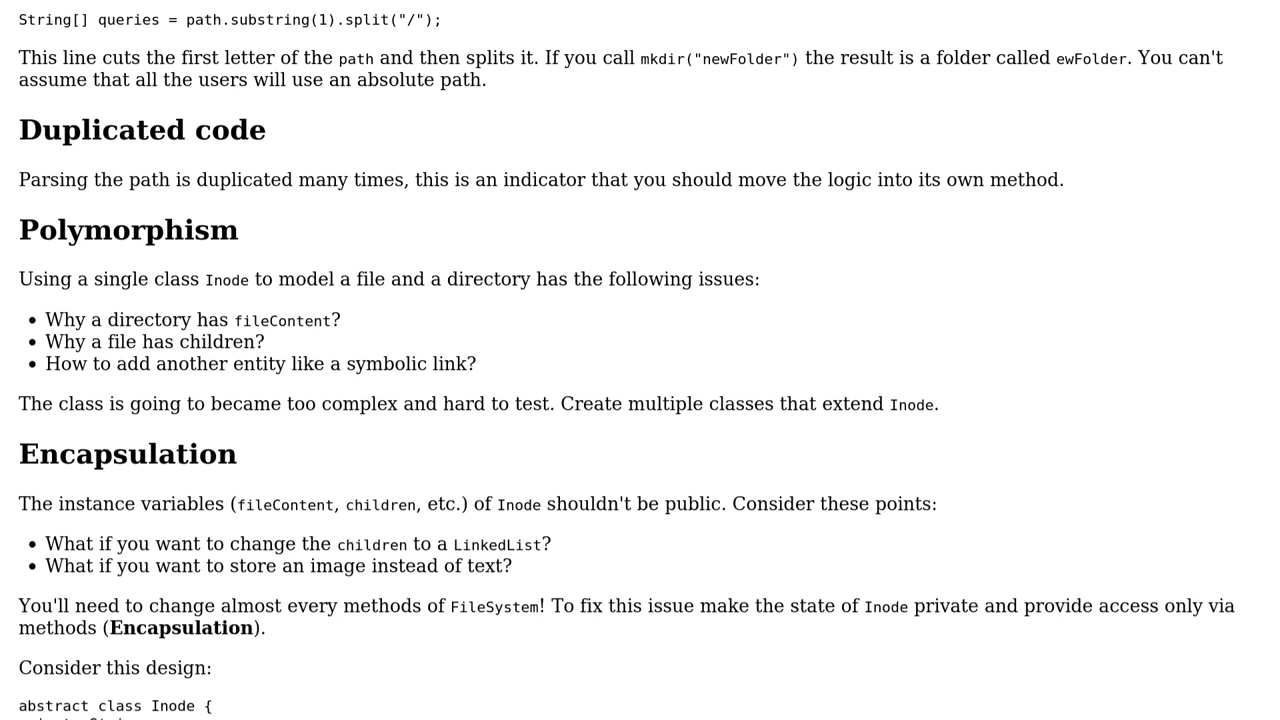 String[] queries = path.substring(1).split("/");
This line cuts the first letter of the path and then splits it. If you call mkdir("newFolder") the result is a folder called ewFolder. You can't
assume that all the users will use an absolute path.
Duplicated code
Parsing the path is duplicated many times, this is an indicator that you should move the logic into its own method.
Polymorphism
Using a single class Inode to model a file and a directory has the following issues:
• Why a directory has fileContent?
• Why a file has children?
• How to add another entity like a symbolic link?
The class is going to became too complex and hard to test. Create multiple classes that extend Inode.
Encapsulation
The instance variables (fileContent, children, etc.) of Inode shouldn't be public. Consider these points:
• What if you want to change the children to a LinkedList?
• What if you want to store an image instead of text?
You'll need to change almost every methods of FileSystem! To fix this issue make the state of Inode private and provide access only via
methods (Encapsulation).
Consider this design:
abstract class Inode {